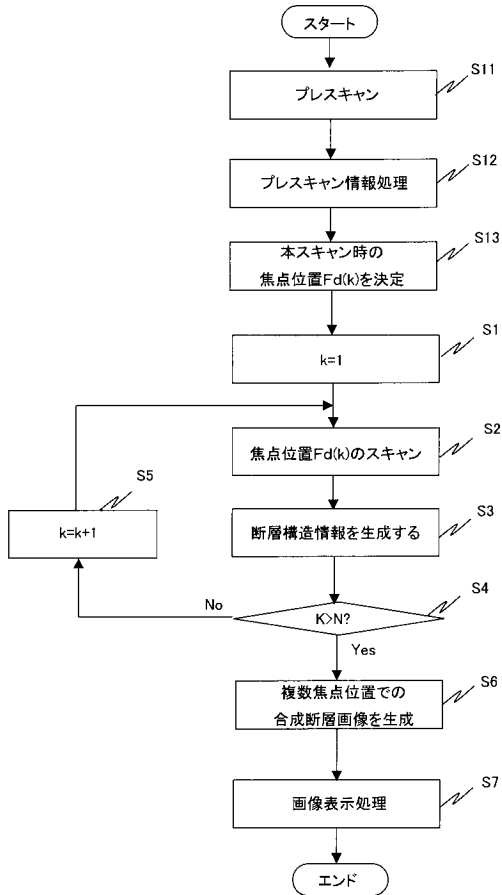 スタート
S11
プレスキャン
S12
プレスキャン情報処理
S13
本スキャン時の
焦点位置Fd(k)を決定
S1
k=1
S2
焦点位置Fd(k)のスキャン
S5
k=k+1
S3
断層構造情報を生成する
S4
No
K>N?
Yes
S6
複数焦点位置での
合成断層画像を生成
S7
画像表示処理
エンド